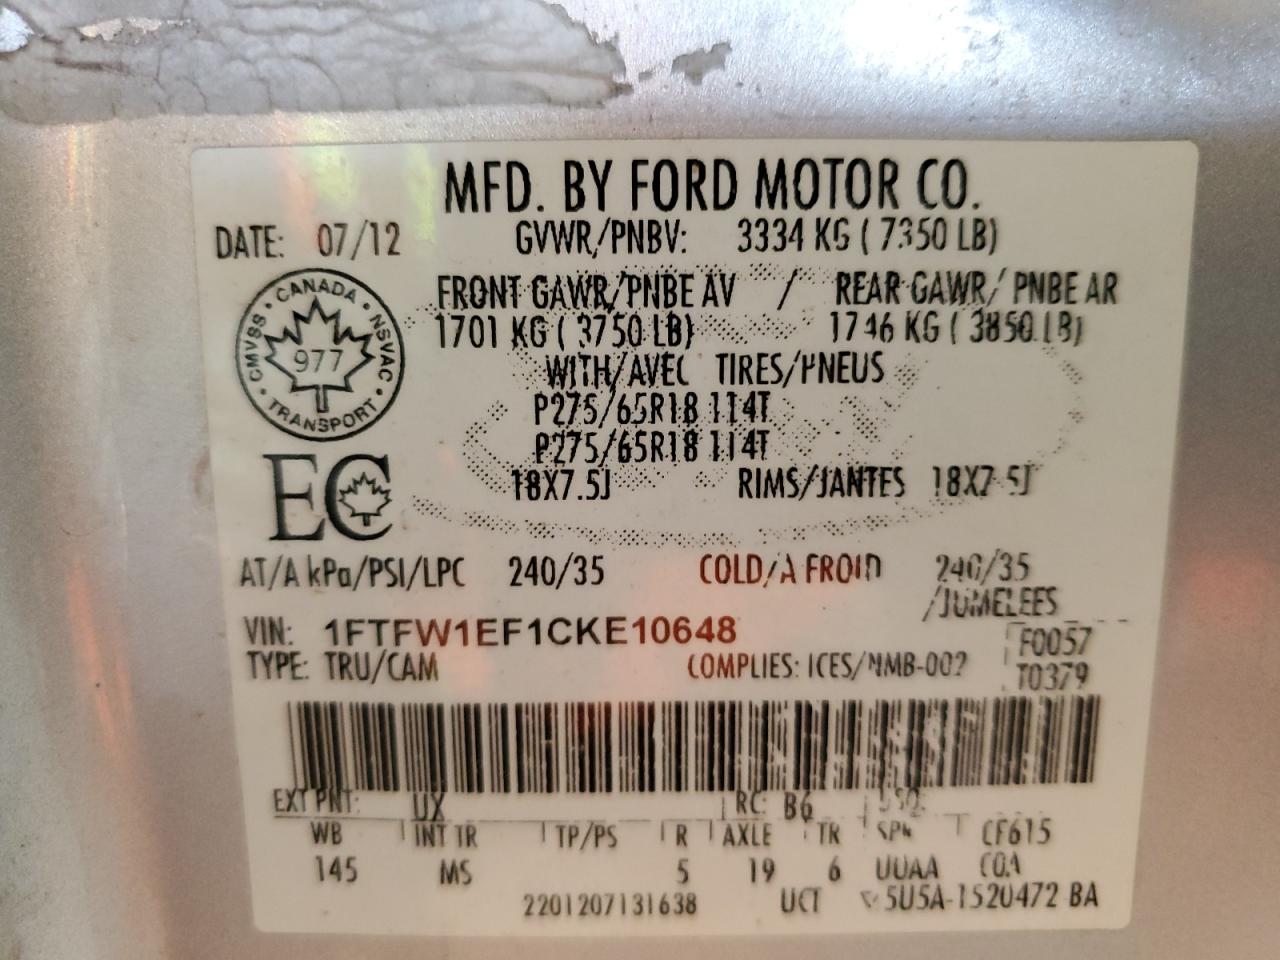 MFD. BY FORD MOTOR CO.
DATE: 07/12 GVWR/PNBV: 3334 KG ( 7350 LB)
CANADA
CMVSS NSVAC
977
TRANSPORT
FRONT GAWR/PNBE AV / REAR GAWR/ PNBE AR
1701 KG ( 3750 LB) 1746 KG ( 3850 LB)
WITH/AVEC TIRES/PNEUS
P275/65R18 114T
P275/65R18 114T
18X7.5J RIMS/JANTES 18X7.5J
EC
AT/A kPa/PSI/LPC 240/35 COLD/A FROID 240/35
/JUMELEES
VIN: 1FTFW1EF1CKE10648 F0057
TYPE: TRU/CAM COMPLIES: ICES/NMB-002 T0379
EXT PNT: UX RC: B6 DSO:
WB INT TR TP/PS R AXLE TR SPR CF615
145 MS 5 19 6 UUAA
2201207131638 UCT 5U5A-1520472 BA